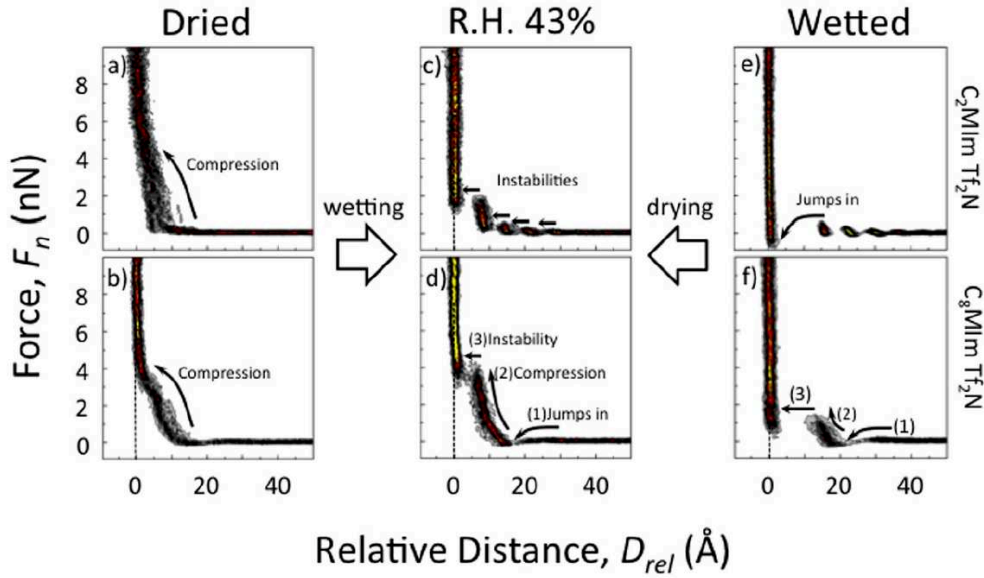 Dried R.H. 43% Wetted
a) c) e)
8
6
4
2
0
Compression
Instabilities
Jumps in
C₂MIm Tf₂N
Force, Fₙ (nN)
wetting
drying
b) d) f)
8
6
4
2
0
Compression
(3)Instability
(2)Compression
(1)Jumps in
(3)
(2)
(1)
C₈MIm Tf₂N
0 20 40 0 20 40 0 20 40
Relative Distance, D_rel (Å)